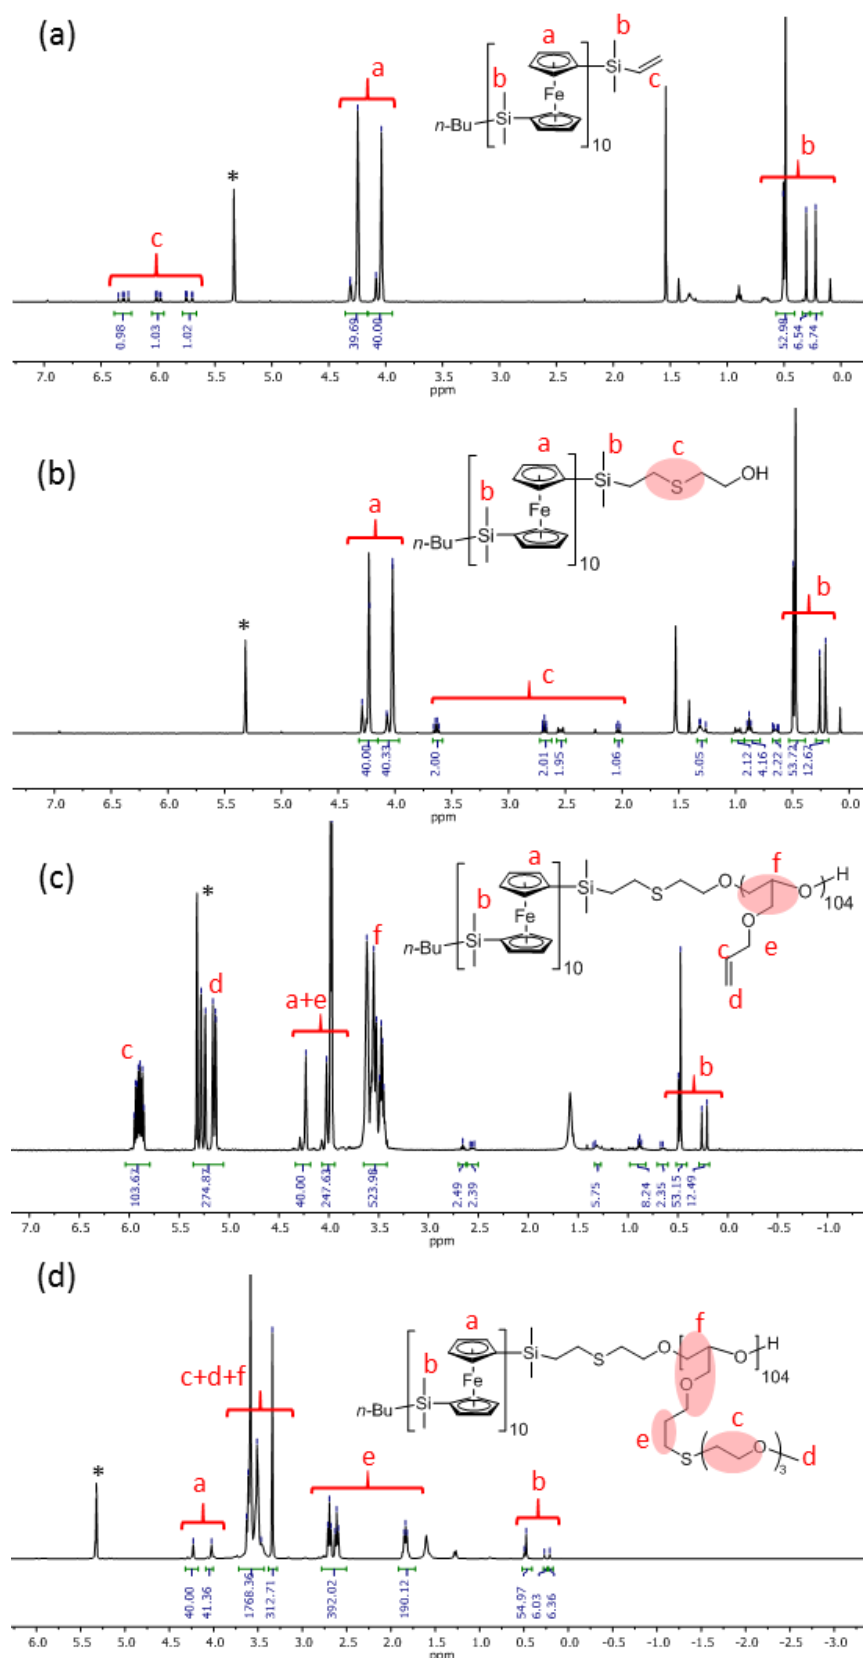 (a)
a
b
b
Si
c
Fe
b
n-Bu
Si
10
a
*
c
b
0.98
1.03
1.02
39.69
40.00
52.98
6.54
6.74
7.0 6.5 6.0 5.5 5.0 4.5 4.0 3.5 3.0 2.5 2.0 1.5 1.0 0.5 0.0
ppm
(b)
a
b
c
Si
S
OH
b
Fe
n-Bu
Si
10
a
*
c
b
40.00
40.33
2.00
2.01
1.95
1.06
5.05
2.12
4.16
2.22
53.72
12.62
7.0 6.5 6.0 5.5 5.0 4.5 4.0 3.5 3.0 2.5 2.0 1.5 1.0 0.5 0.0
ppm
(c)
a
f
Si
S
O
O
H
104
b
Fe
O
e
n-Bu
Si
10
c
d
*
d
f
a+e
c
b
103.67
274.87
40.00
247.63
523.98
2.49
2.39
5.75
8.24
2.35
53.15
12.49
7.0 6.5 6.0 5.5 5.0 4.5 4.0 3.5 3.0 2.5 2.0 1.5 1.0 0.5 0.0 -0.5 -1.0
ppm
(d)
a
f
Si
S
O
O
H
104
b
Fe
O
n-Bu
Si
10
e
c
S
O
3
d
c+d+f
*
a
e
b
40.00
41.36
1768.36
312.71
392.02
190.12
54.97
6.03
6.36
6.0 5.5 5.0 4.5 4.0 3.5 3.0 2.5 2.0 1.5 1.0 0.5 0.0 -0.5 -1.0 -1.5 -2.0 -2.5 -3.0
ppm